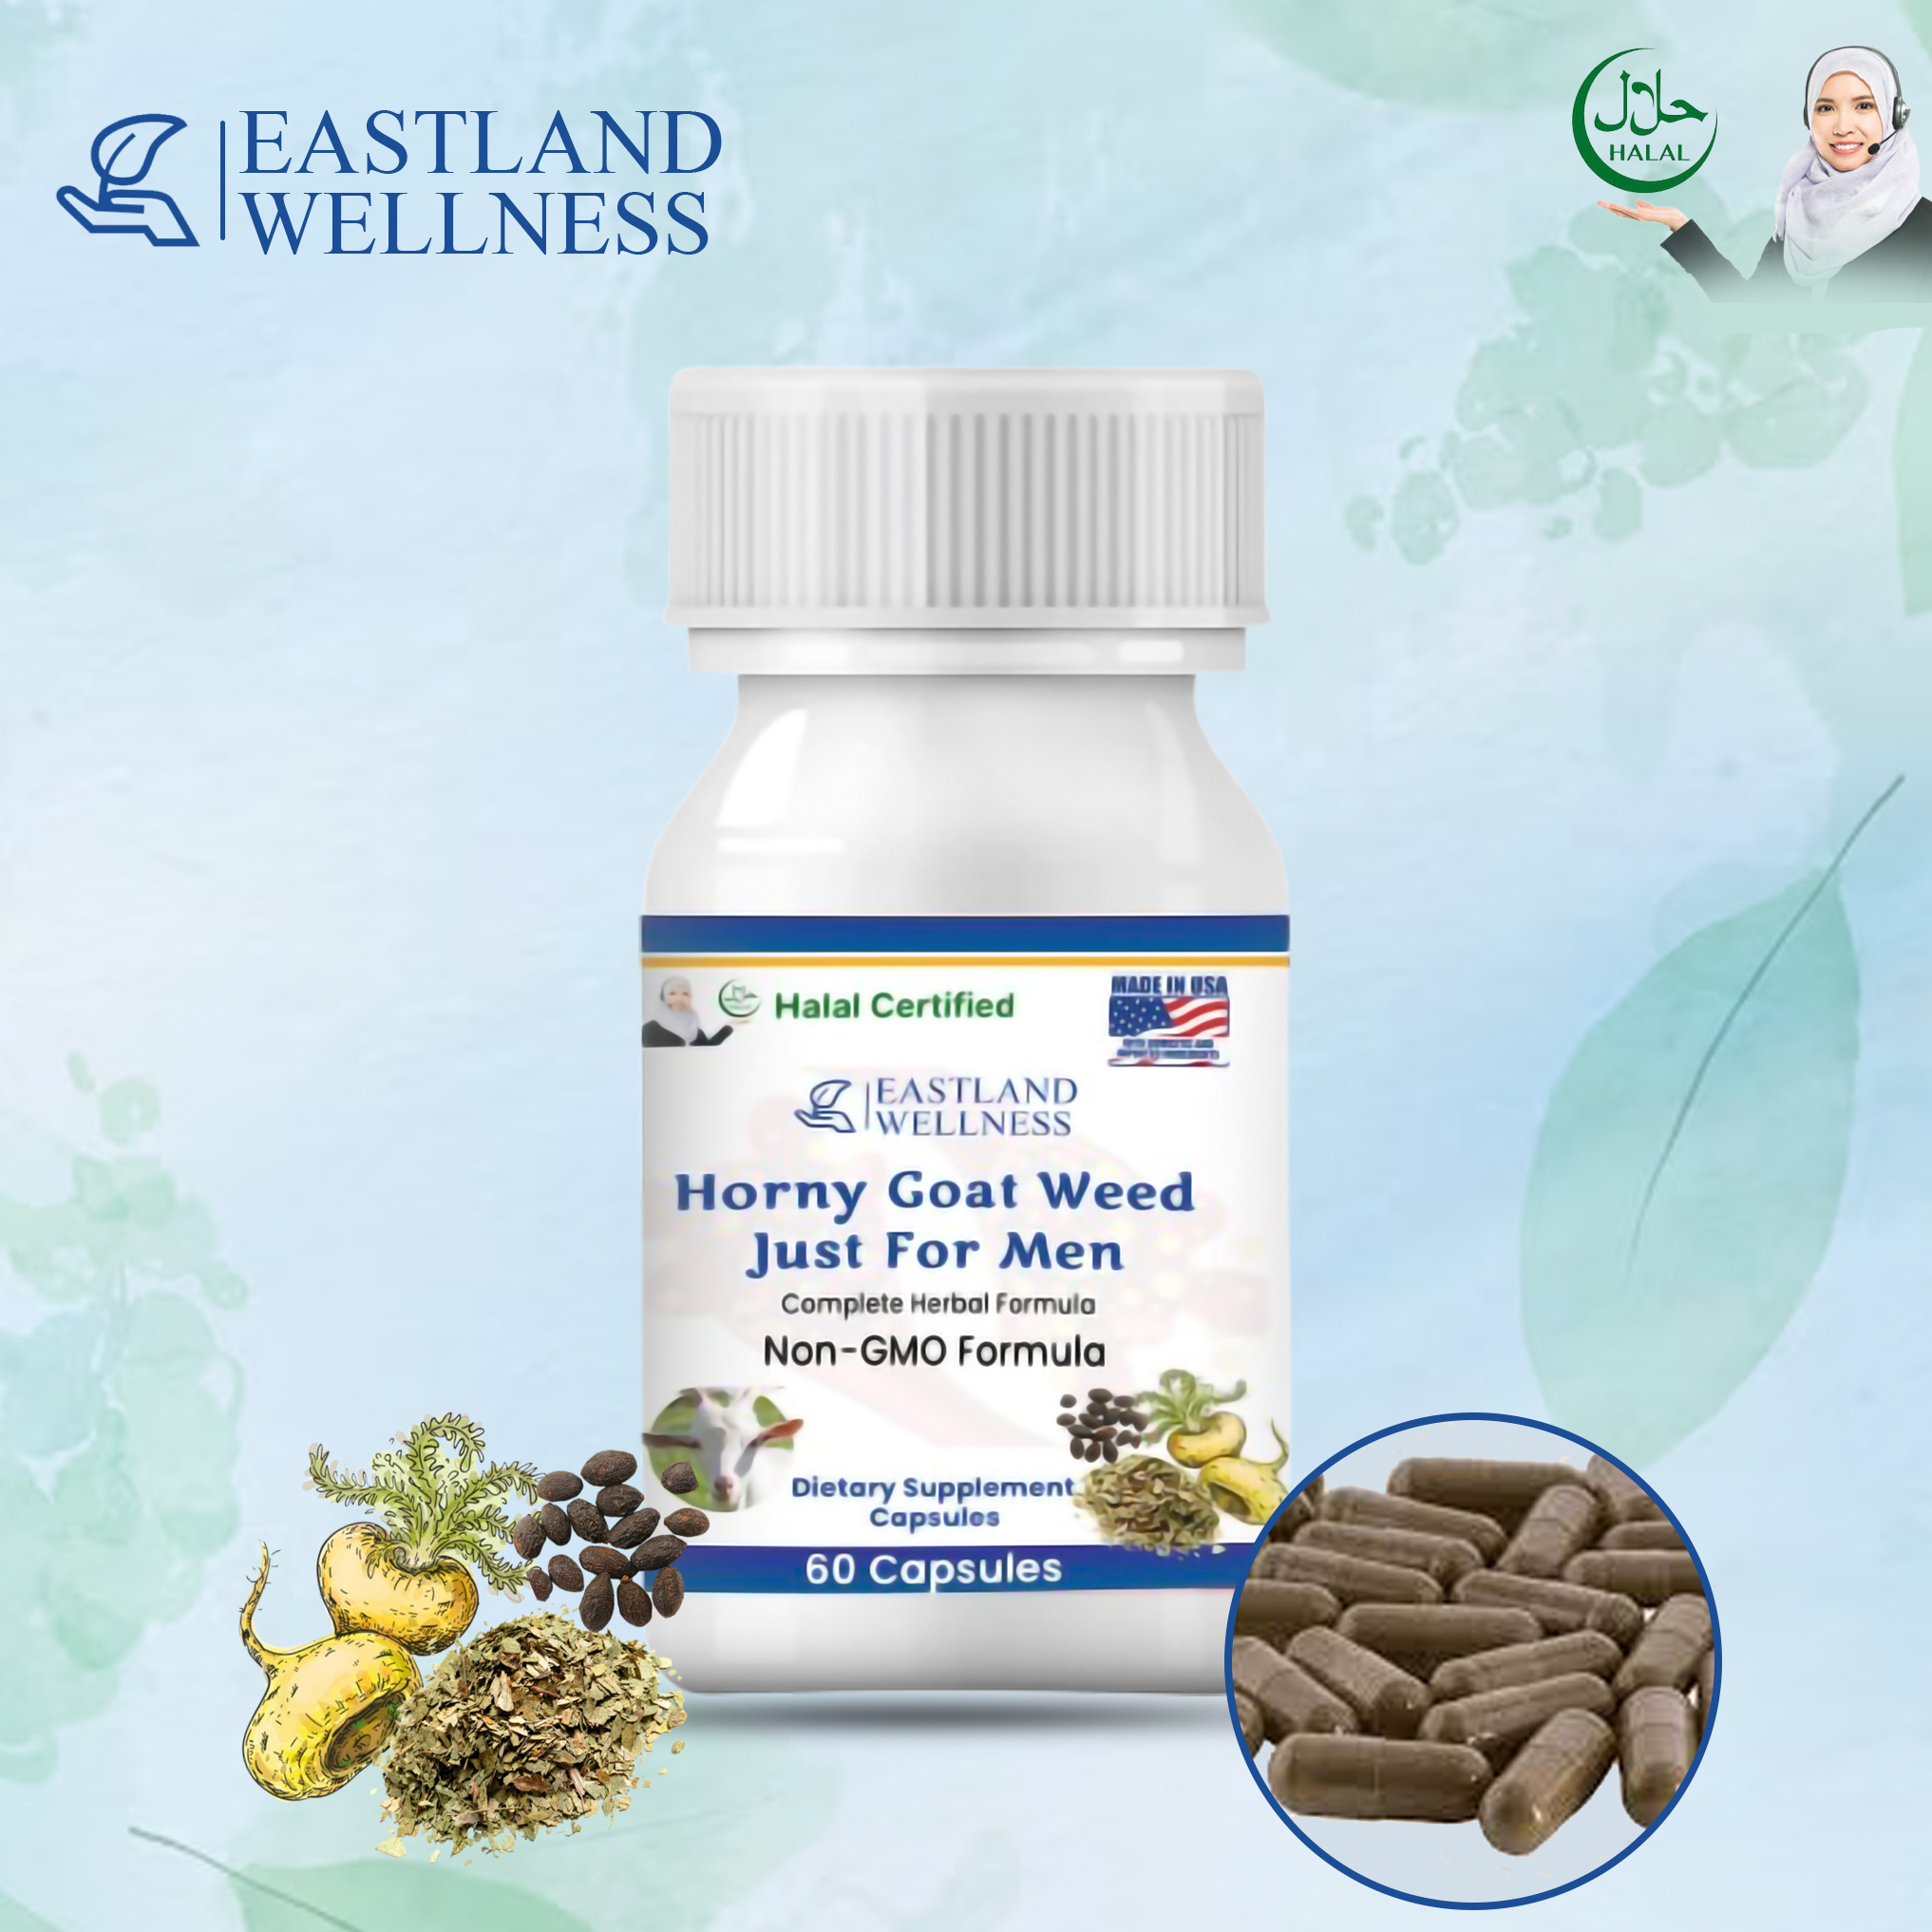 EASTLAND
WELLNESS
حلال
HALAL
Halal Certified
MADE IN USA
EASTLAND
WELLNESS
Horny Goat Weed
Just For Men
Complete Herbal Formula
Non-GMO Formula
Dietary Supplement
Capsules
60 Capsules